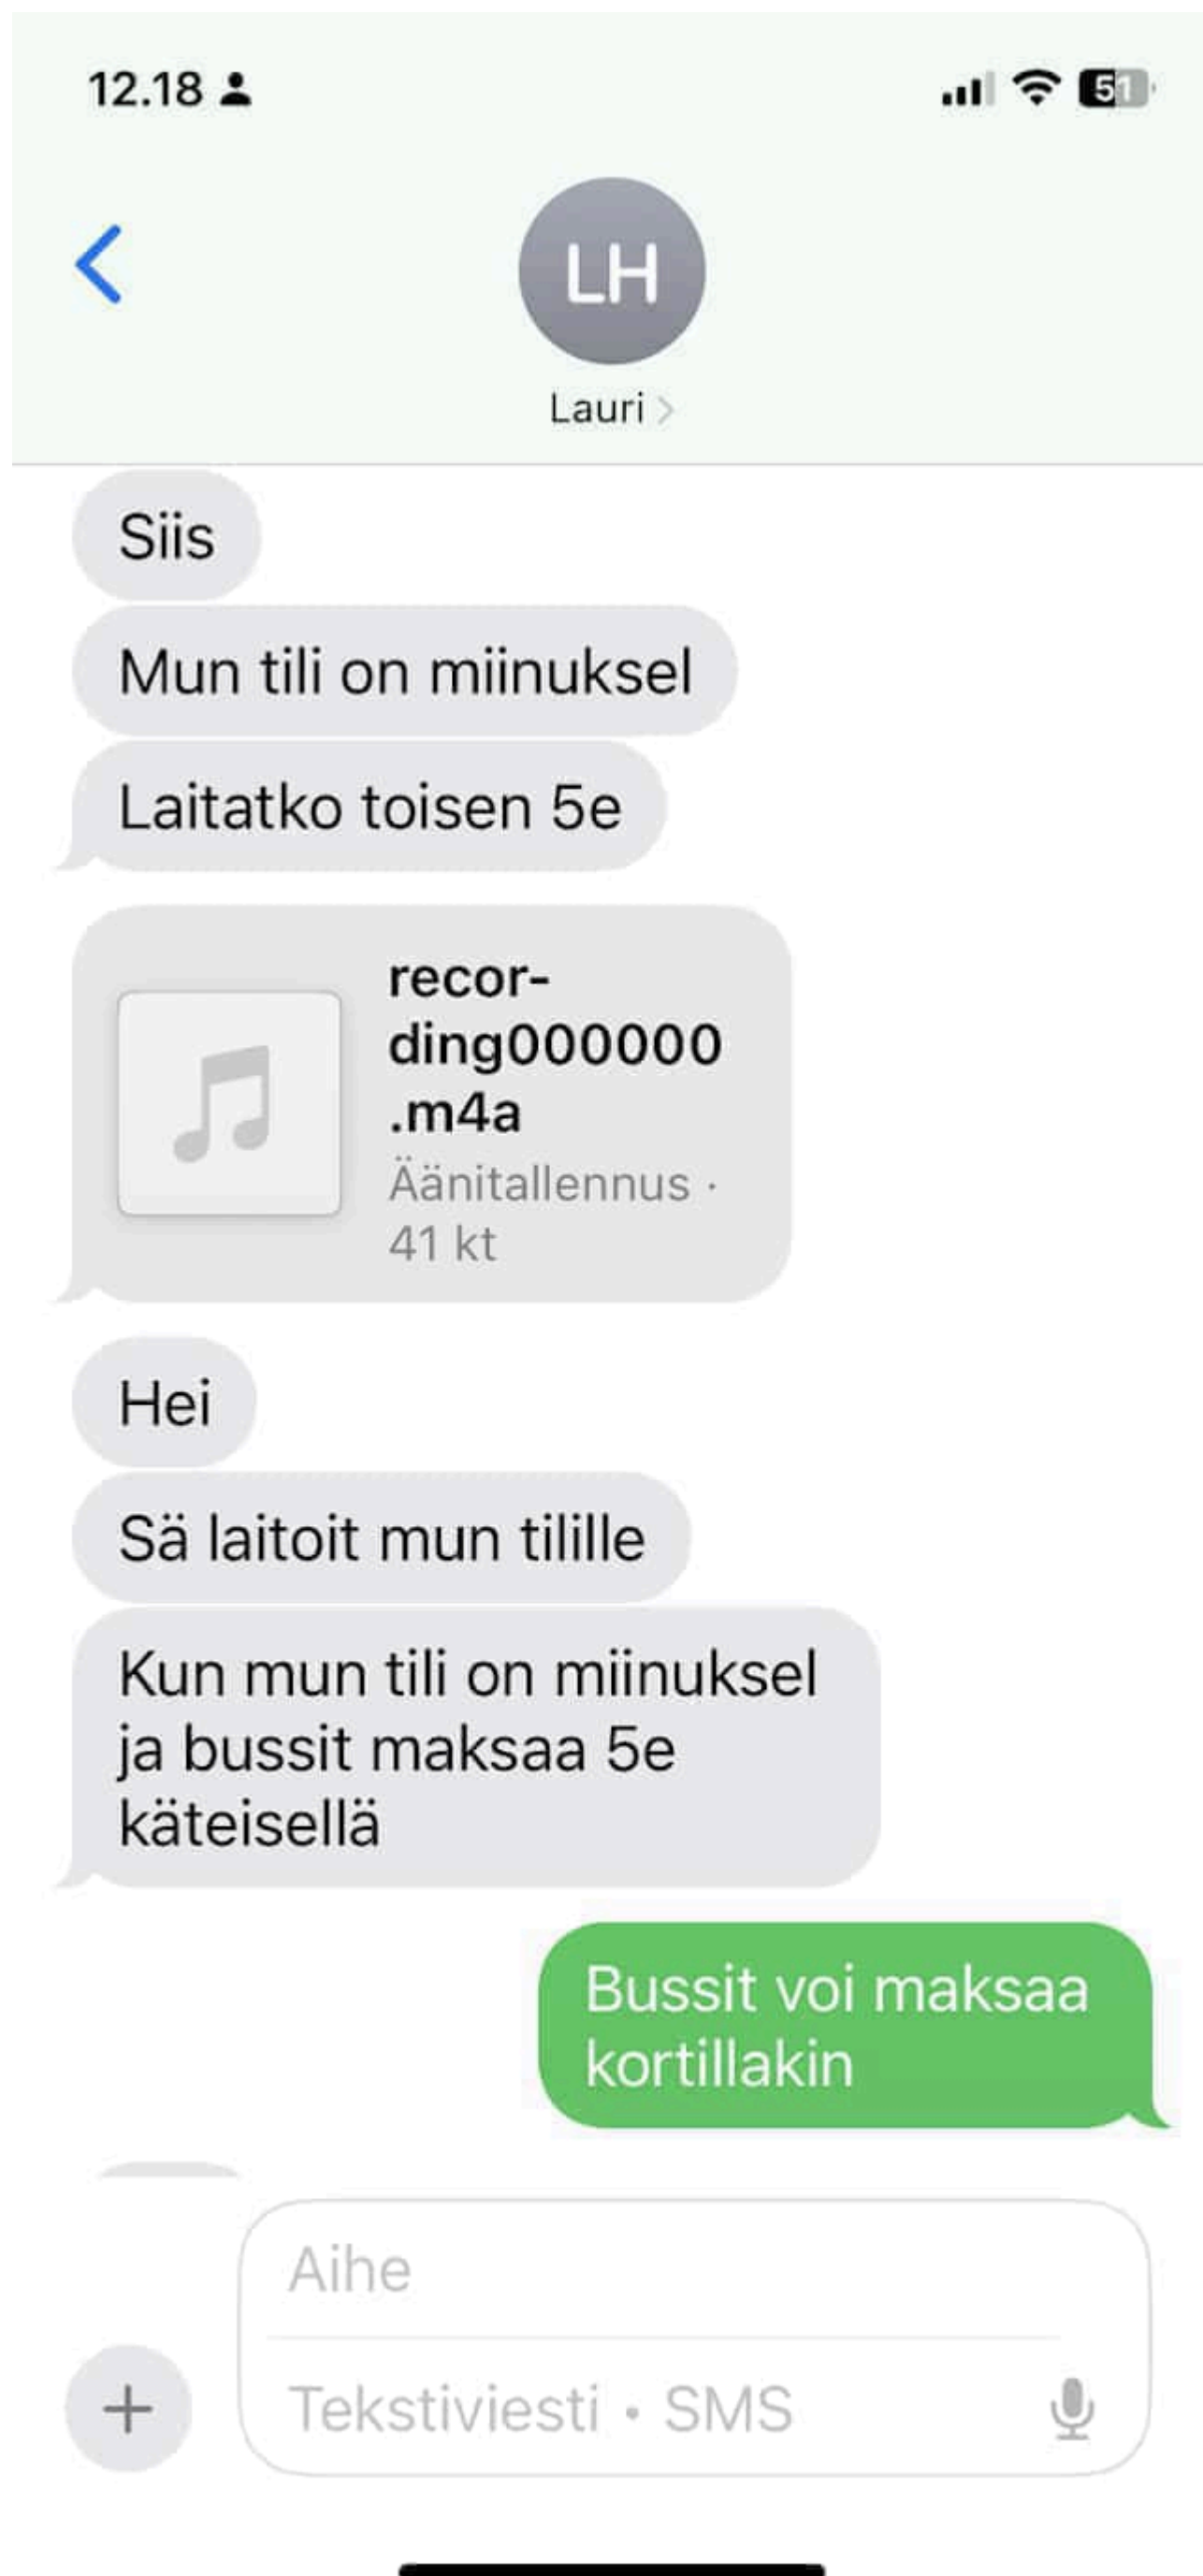 12.18
51
LH
Lauri
Siis
Mun tili on miinuksel
Laitatko toisen 5e
recor-
ding000000
.m4a
Äänitallennus ·
41 kt
Hei
Sä laitoit mun tilille
Kun mun tili on miinuksel
ja bussit maksaa 5e
käteisellä
Bussit voi maksaa
kortillakin
Aihe
Tekstiviesti • SMS